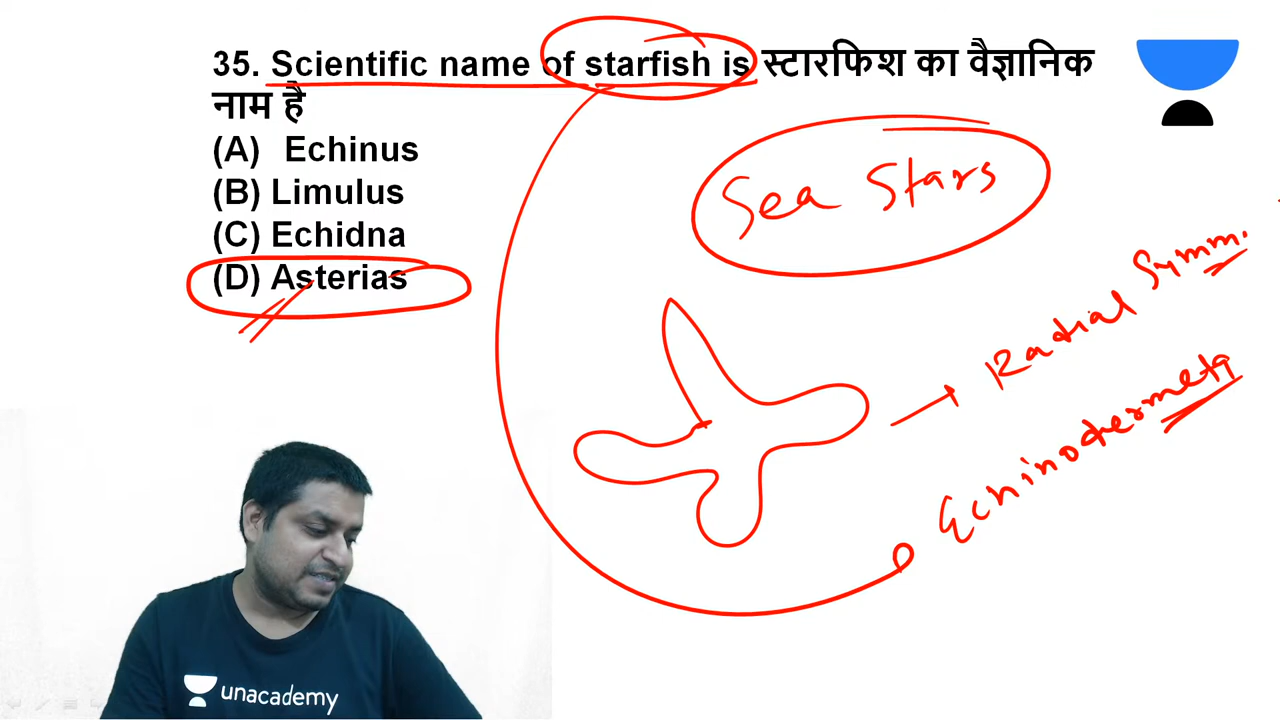 35. Scientific name of starfish is स्टारफिश का वैज्ञानिक
नाम है
(A) Echinus
(B) Limulus
(C) Echidna
(D) Asterias
Sea Stars
Radial Symm.
Echinodermeta
unacademy